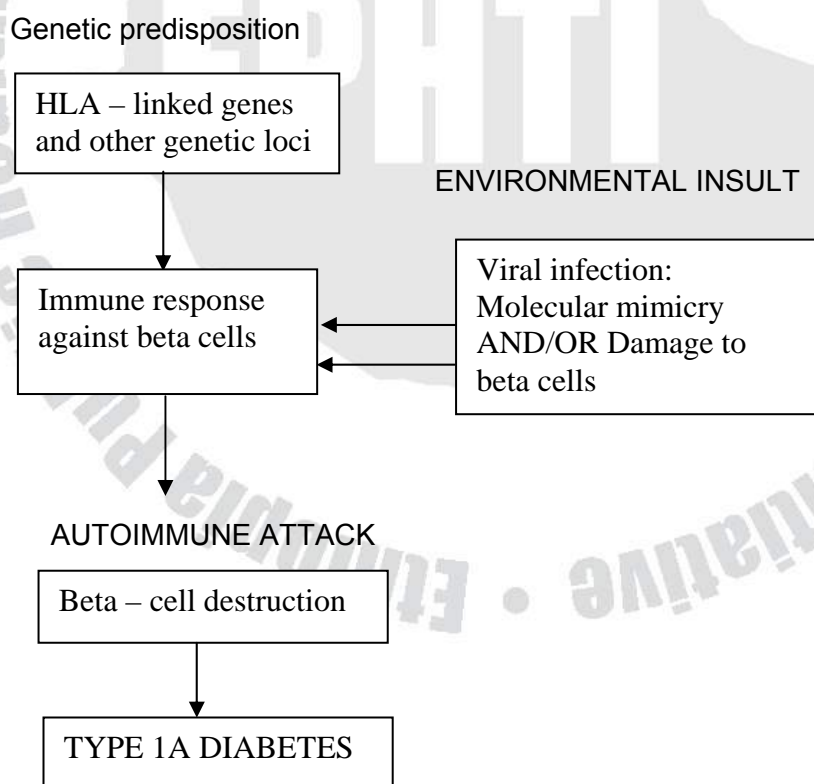 Genetic predisposition
HLA – linked genes
and other genetic loci
ENVIRONMENTAL INSULT
Immune response
against beta cells
Viral infection:
Molecular mimicry
AND/OR Damage to
beta cells
AUTOIMMUNE ATTACK
Beta – cell destruction
TYPE 1A DIABETES
EPHTI